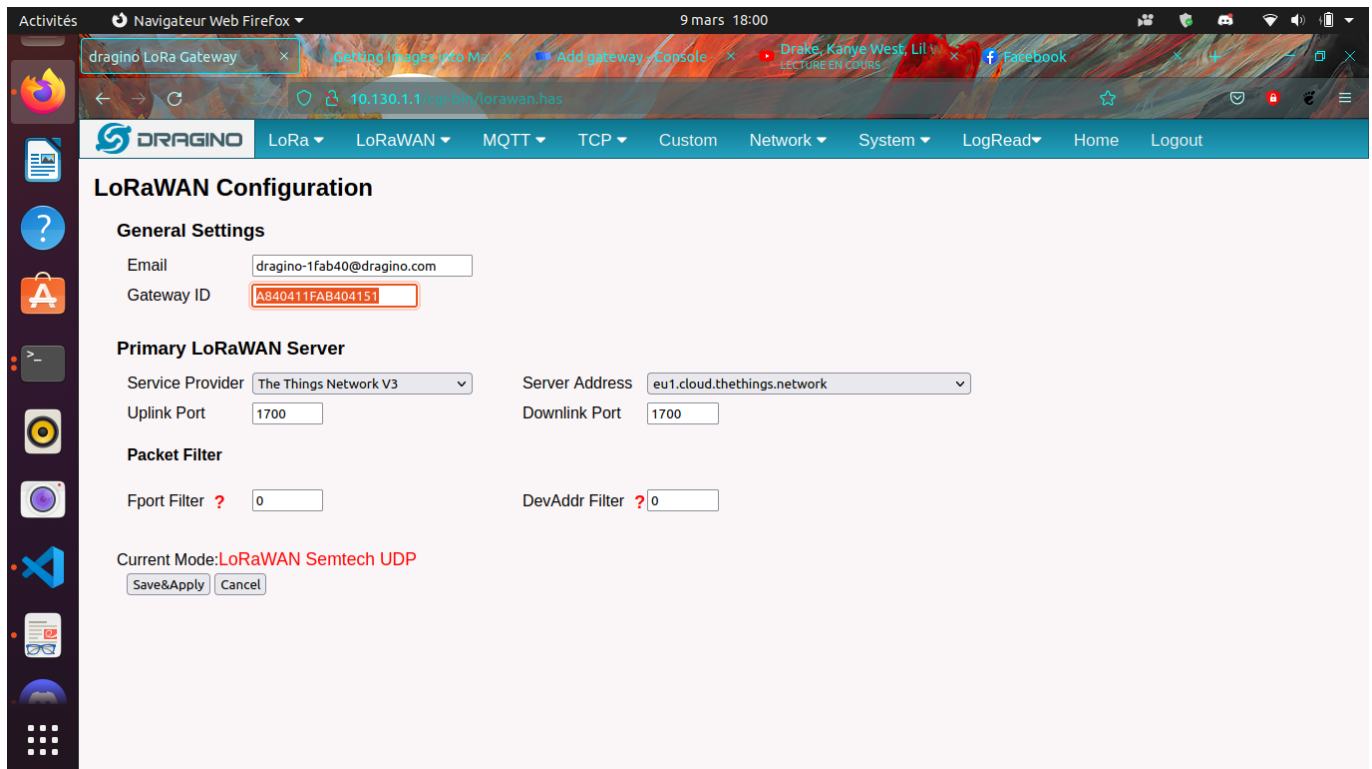 Activités Navigateur Web Firefox 9 mars 18:00
dragino LoRa Gateway Getting Images into Ma Add gateway - Console Drake, Kanye West, Lil W Facebook
LECTURE EN COURS
10.130.1.1/cgi-bin/lorawan.has
DRAGINO LoRa LoRaWAN MQTT TCP Custom Network System LogRead Home Logout
LoRaWAN Configuration
General Settings
Email dragino-1fab40@dragino.com
Gateway ID A840411FAB404151
Primary LoRaWAN Server
Service Provider The Things Network V3 Server Address eu1.cloud.thethings.network
Uplink Port 1700 Downlink Port 1700
Packet Filter
Fport Filter ? 0 DevAddr Filter ? 0
Current Mode:LoRaWAN Semtech UDP
Save&Apply Cancel